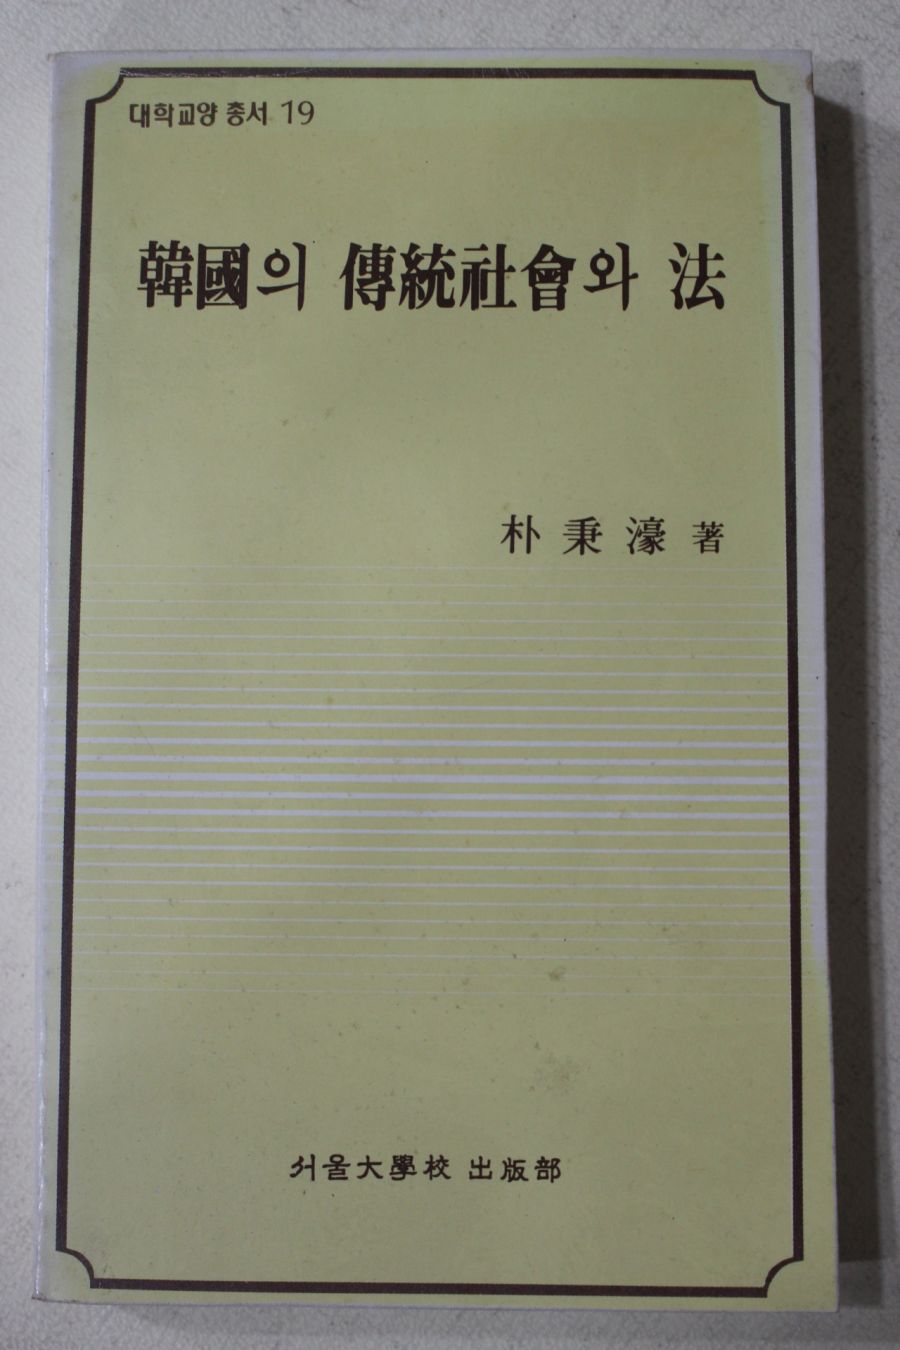 대학교양 총서 19
韓國의 傳統社會와 法
朴秉濠 著
서울大學校 出版部